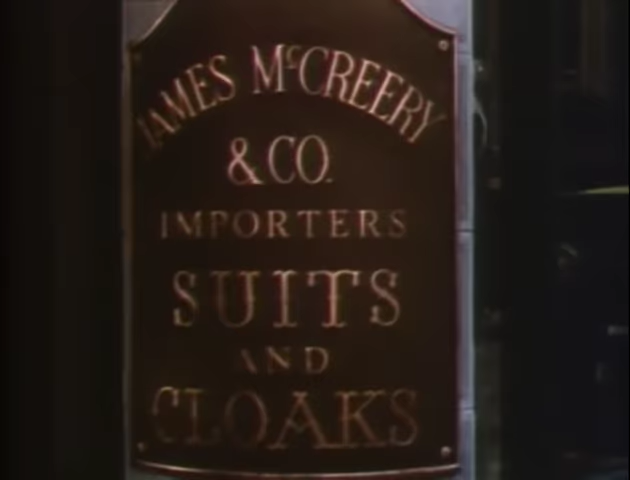 JAMES McCREERY
& CO.
IMPORTERS
SUITS
AND
CLOAKS